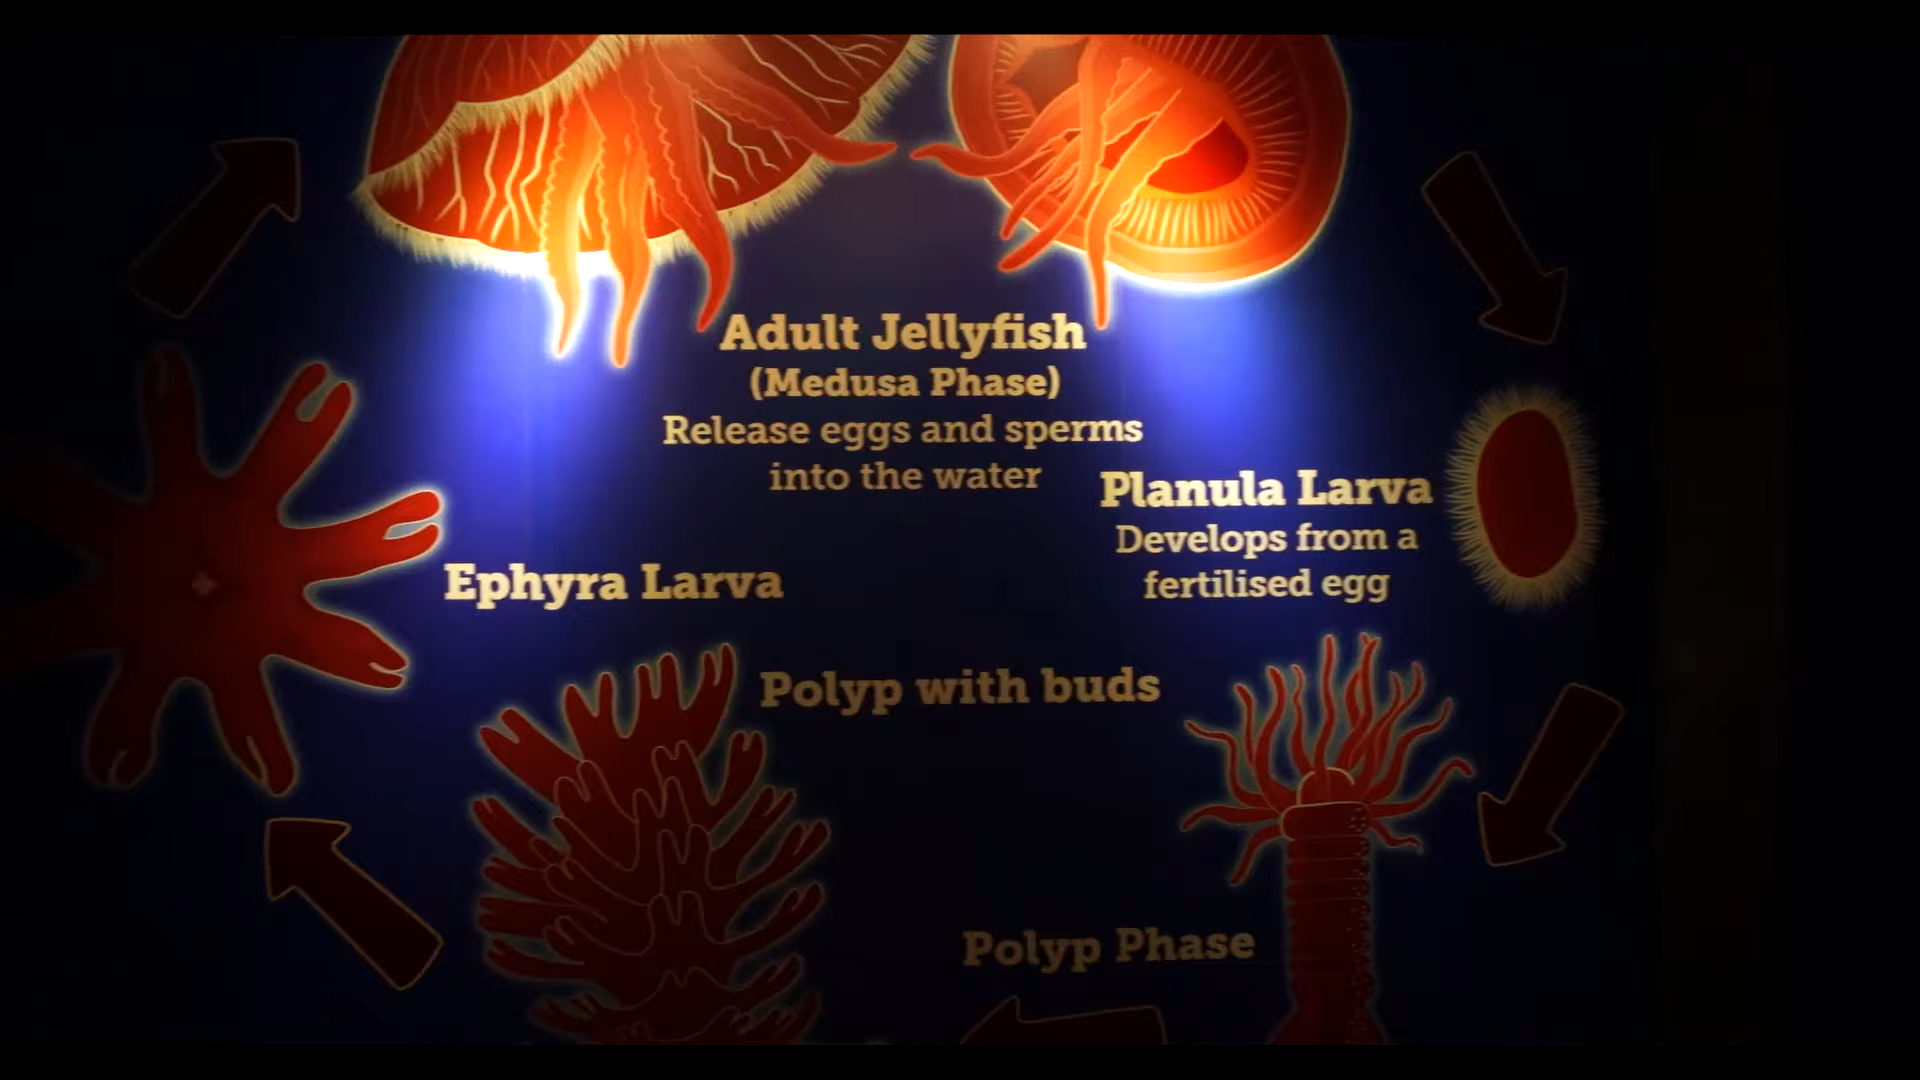 Adult Jellyfish
(Medusa Phase)
Release eggs and sperms
into the water
Planula Larva
Develops from a
fertilised egg
Ephyra Larva
Polyp with buds
Polyp Phase